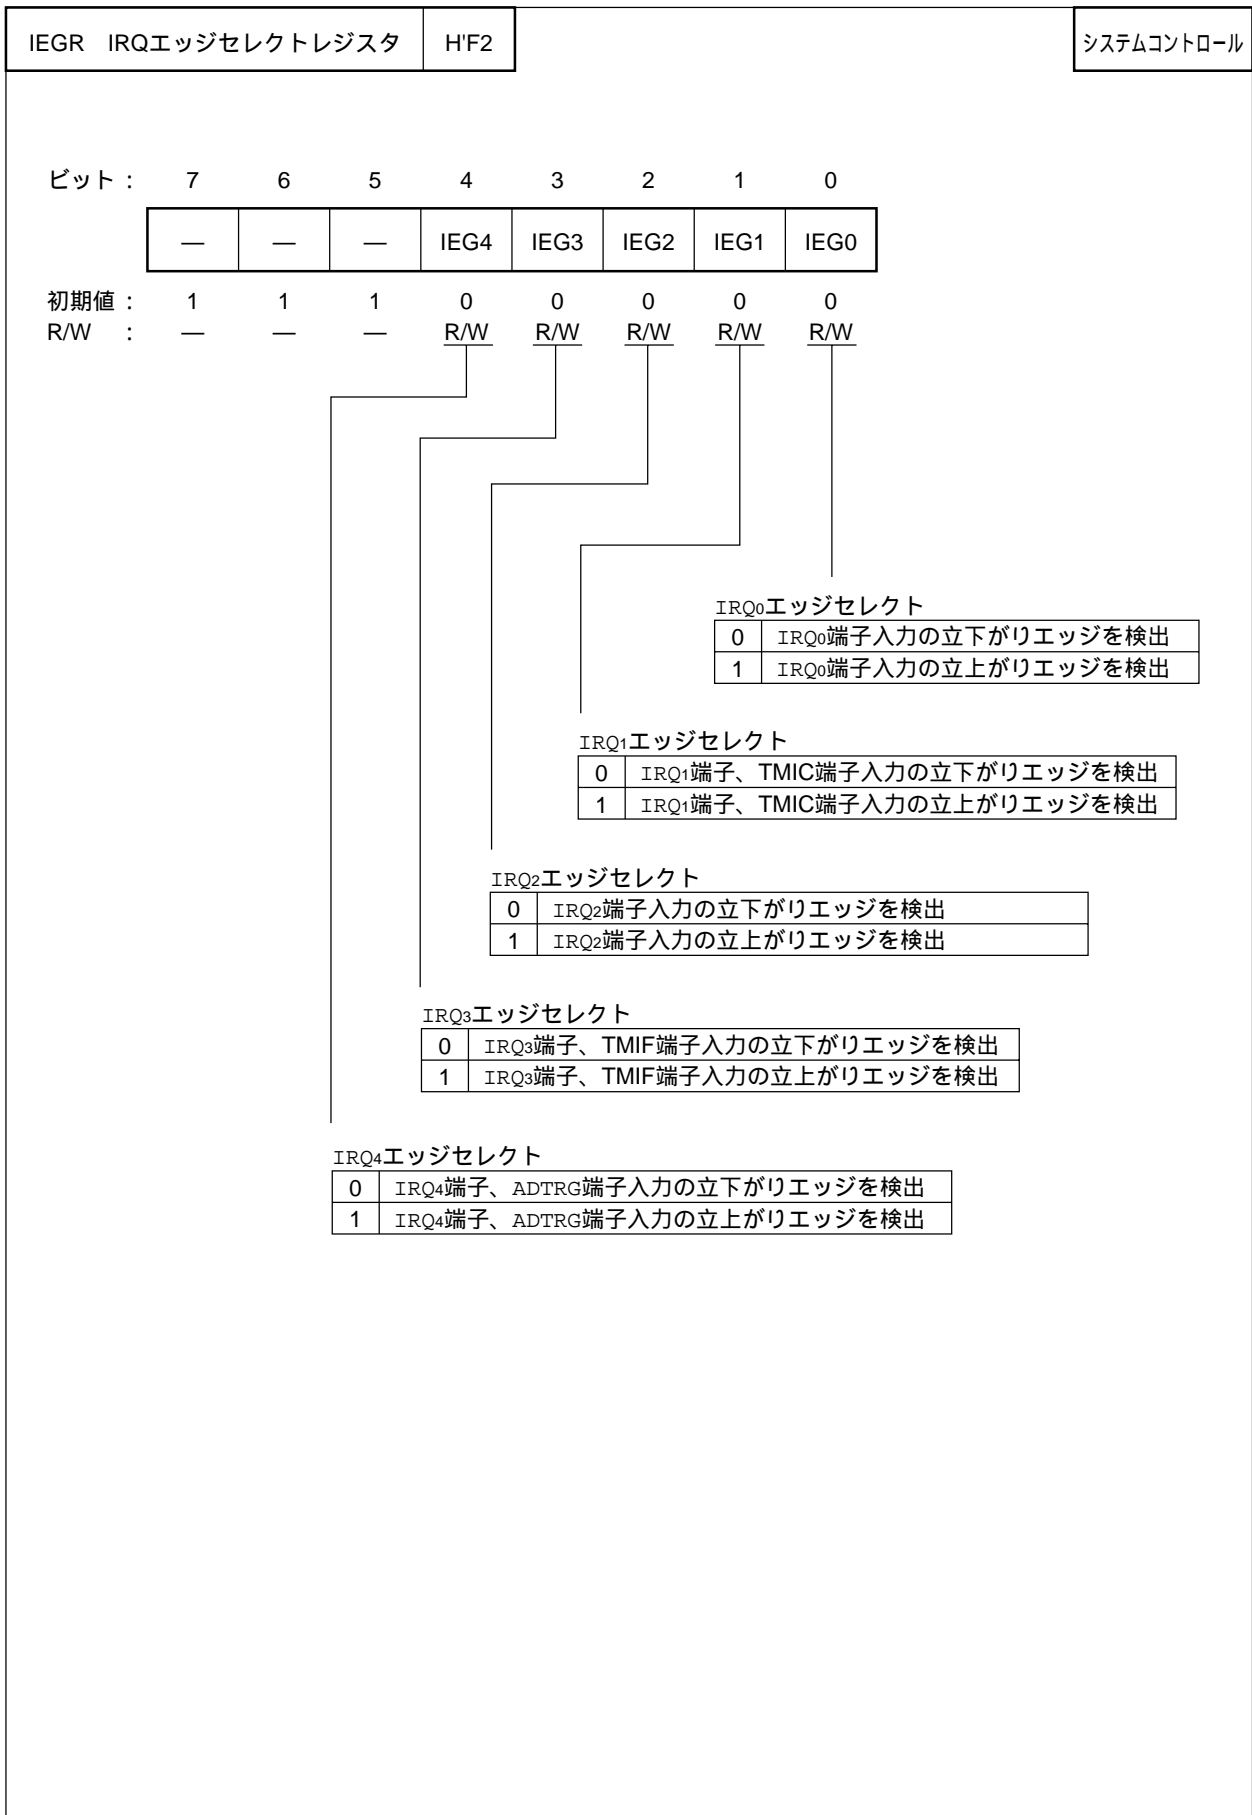 IEGR IRQエッジセレクトレジスタ H'F2 システムコントロール
ビット： 7 6 5 4 3 2 1 0
— — — IEG4 IEG3 IEG2 IEG1 IEG0
初期値： 1 1 1 0 0 0 0 0
R/W ： — — — R/W R/W R/W R/W R/W
IRQ0エッジセレクト
0 IRQ0端子入力の立下がりエッジを検出
1 IRQ0端子入力の立上がりエッジを検出
IRQ1エッジセレクト
0 IRQ1端子、TMIC端子入力の立下がりエッジを検出
1 IRQ1端子、TMIC端子入力の立上がりエッジを検出
IRQ2エッジセレクト
0 IRQ2端子入力の立下がりエッジを検出
1 IRQ2端子入力の立上がりエッジを検出
IRQ3エッジセレクト
0 IRQ3端子、TMIF端子入力の立下がりエッジを検出
1 IRQ3端子、TMIF端子入力の立上がりエッジを検出
IRQ4エッジセレクト
0 IRQ4端子、ADTRG端子入力の立下がりエッジを検出
1 IRQ4端子、ADTRG端子入力の立上がりエッジを検出